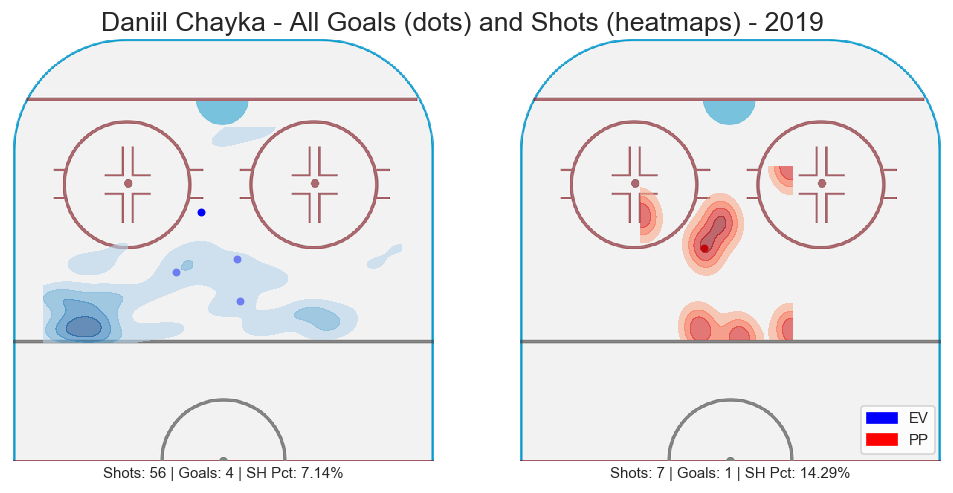 Daniil Chayka - All Goals (dots) and Shots (heatmaps) - 2019
EV
PP
Shots: 56 | Goals: 4 | SH Pct: 7.14%
Shots: 7 | Goals: 1 | SH Pct: 14.29%